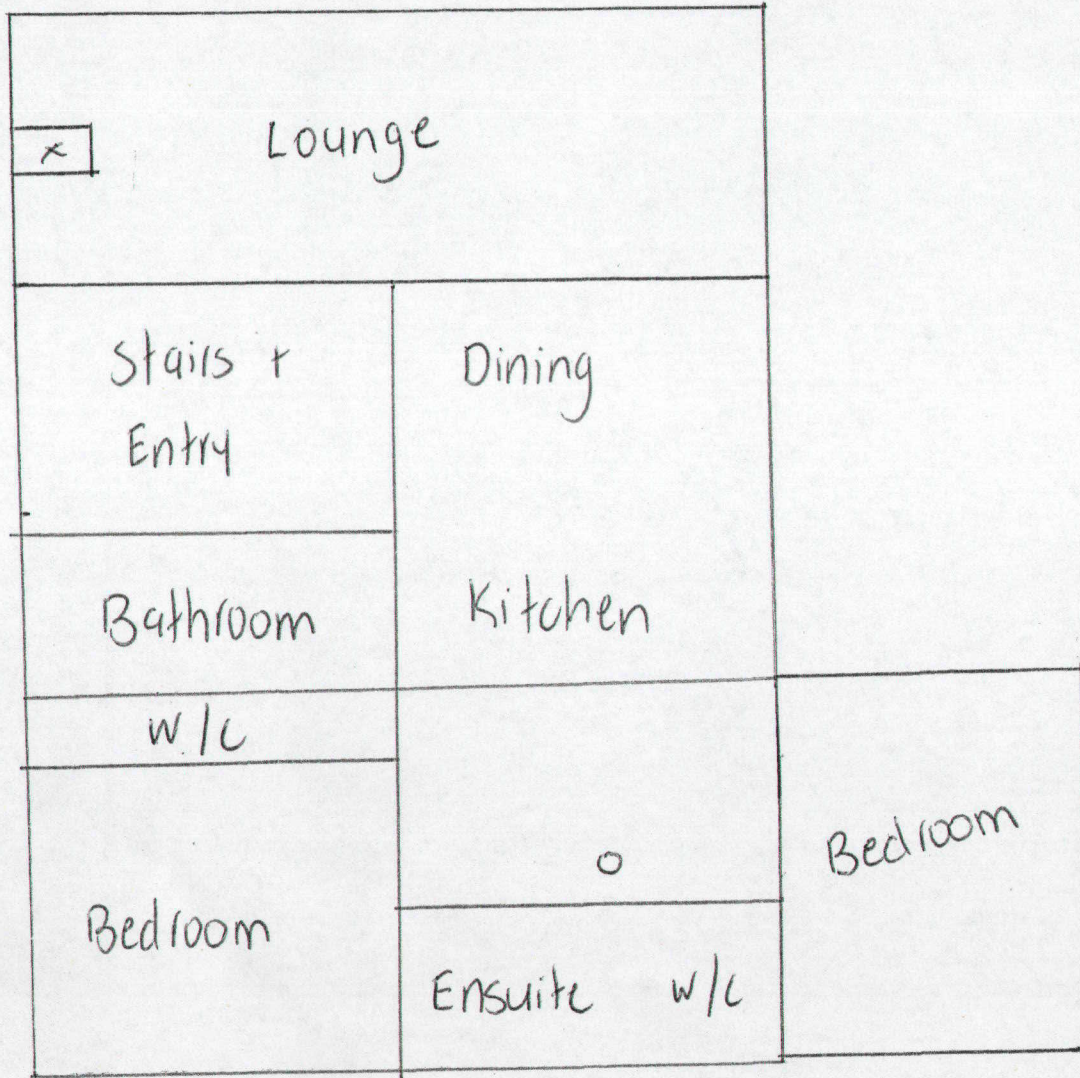 Lounge
x
Stairs +
Entry
Dining
Bathroom
Kitchen
W/C
O
Bedroom
Bedroom
Ensuite W/C